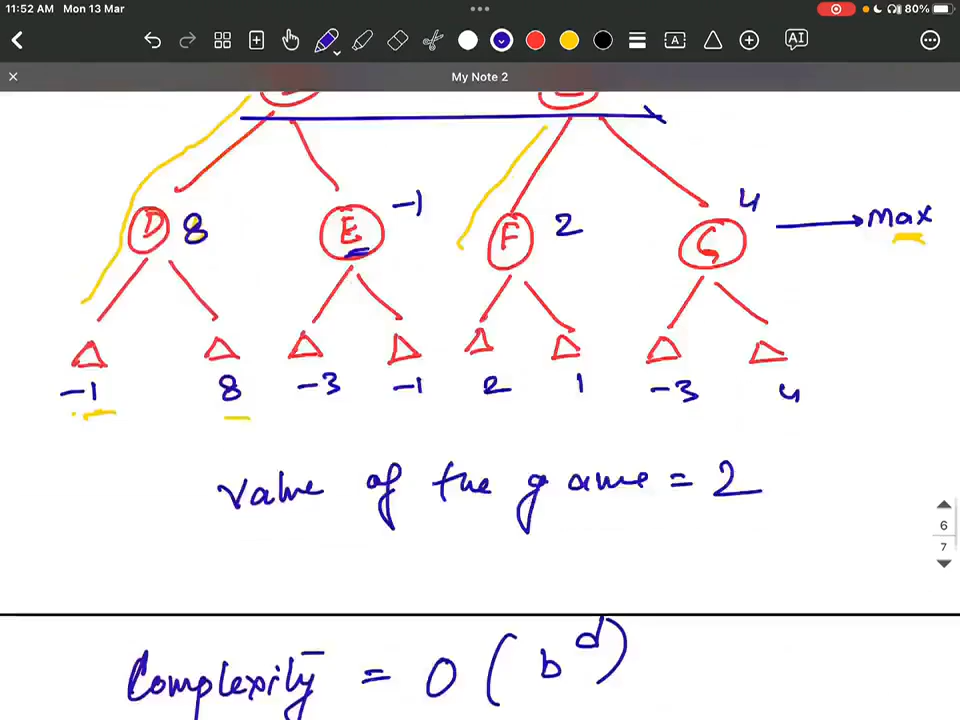 11:52 AM Mon 13 Mar
80%
A
AI
My Note 2
D 8 E -1 F 2 G 4 max
-1 8 -3 -1 2 1 -3 4
value of the game = 2
6
7
Complexity = O (b^d)